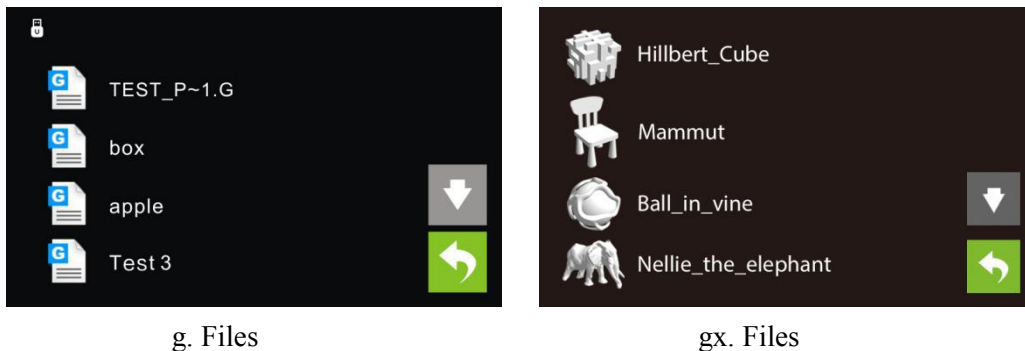 U
TEST_P~1.G
G
box
G
apple
G
Test 3
G
Hillbert_Cube
Mammut
Ball_in_vine
Nellie_the_elephant
g. Files
gx. Files